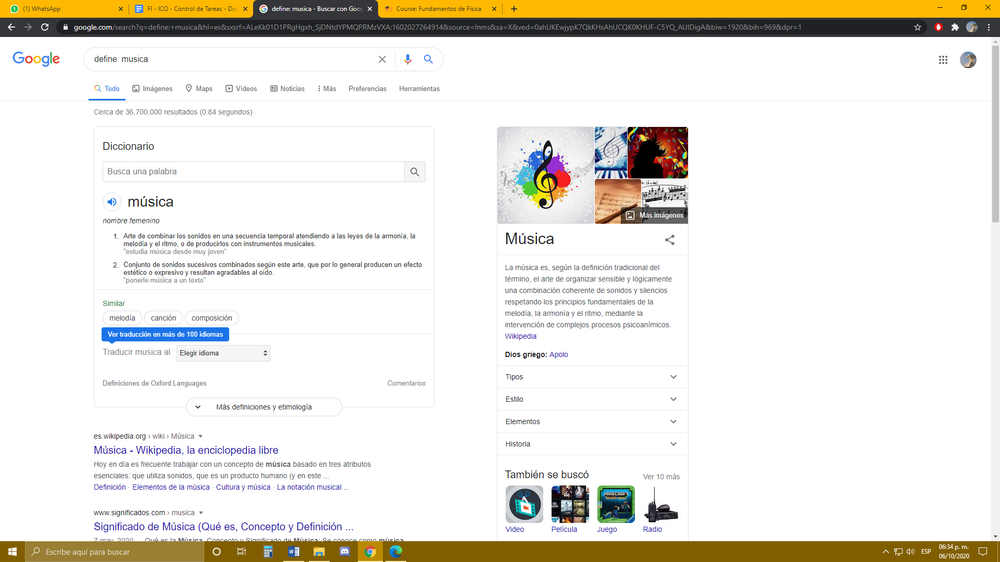 (1) WhatsApp
FI - ICO - Control de Tareas - Doc
define: musica - Buscar con Goog
Course: Fundamentos de Física
google.com/search?q=define:+musica&hl=es&sxsrf=ALeKk01D1PRgHgxh_SjDNtdYPMQPRMzVXA:1602027264914&source=lnms&sa=X&ved=0ahUKEwjypK7QkKHsAhUCQK0KHUF-C5YQ_AUIDigA&biw=1920&bih=969&dpr=1
Google
define: musica
Todo
Imágenes
Maps
Vídeos
Noticias
Más
Preferencias
Herramientas
Cerca de 36,700,000 resultados (0.84 segundos)
Diccionario
Busca una palabra
música
nombre femenino
1. Arte de combinar los sonidos en una secuencia temporal atendiendo a las leyes de la armonía, la
melodía y el ritmo, o de producirlos con instrumentos musicales.
"estudia música desde muy joven"
2. Conjunto de sonidos sucesivos combinados según este arte, que por lo general producen un efecto
estético o expresivo y resultan agradables al oído.
"ponerle música a un texto"
Similar
melodía
canción
composición
Ver traducción en más de 100 idiomas
Traducir musica al
Elegir idioma
Definiciones de Oxford Languages
Comentarios
Más definiciones y etimología
es.wikipedia.org › wiki › Música
Música - Wikipedia, la enciclopedia libre
Hoy en día es frecuente trabajar con un concepto de música basado en tres atributos
esenciales: que utiliza sonidos, que es un producto humano (y en este ...
Definición · Elementos de la música · Cultura y música · La notación musical ...
www.significados.com › musica
Significado de Música (Qué es, Concepto y Definición ...
7 may. 2020 — Qué es la Música. Concepto y Significado de Música: Se conoce como música
Más imágenes
Música
La música es, según la definición tradicional del
término, el arte de organizar sensible y lógicamente
una combinación coherente de sonidos y silencios
respetando los principios fundamentales de la
melodía, la armonía y el ritmo, mediante la
intervención de complejos procesos psicoanímicos.
Wikipedia
Dios griego: Apolo
Tipos
Estilo
Elementos
Historia
También se buscó
Ver 10 más
MINECRAFT
Video
Película
Juego
Radio
Escribe aquí para buscar
ESP
06:34 p. m.
06/10/2020